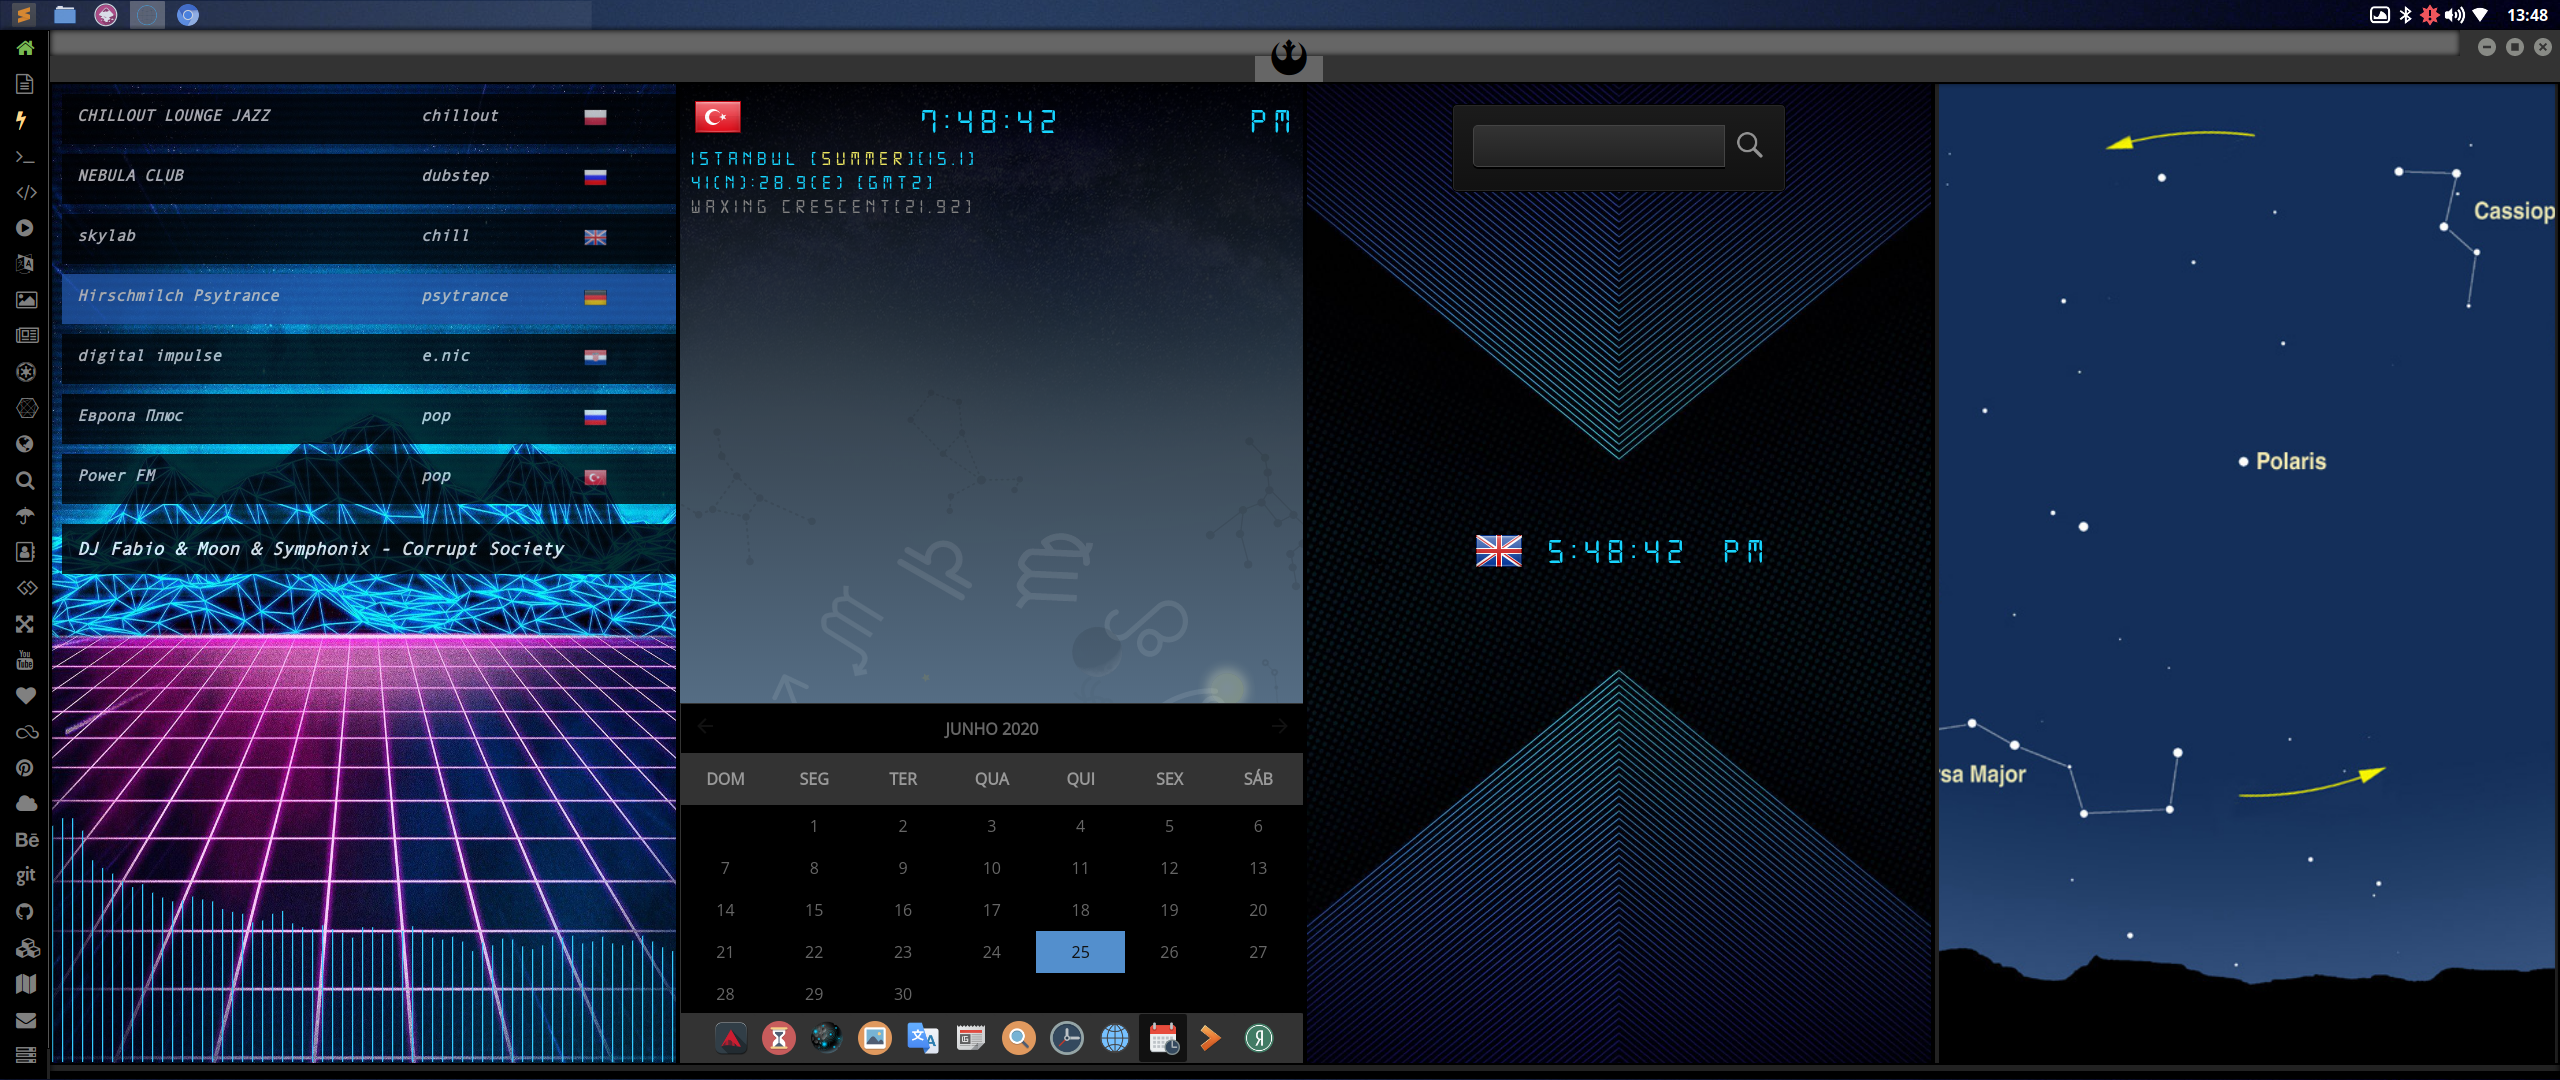 13:48
CHILLOUT LOUNGE JAZZ chillout
NEBULA CLUB dubstep
skylab chill
Hirschmilch Psytrance psytrance
digital impulse e.nic
Европа Плюс pop
Power FM pop
DJ Fabio & Moon & Symphonix - Corrupt Society
You
Tube
Bē
git
7:48:42 PM
ISTANBUL [SUMMER][15.1]
41(N):28.9(E) [GMT2]
WAXING CRESCENT[21.92]
JUNHO 2020
DOM SEG TER QUA QUI SEX SÁB
1 2 3 4 5 6
7 8 9 10 11 12 13
14 15 16 17 18 19 20
21 22 23 24 25 26 27
28 29 30
5:48:42 PM
Cassiop
Polaris
rsa Major